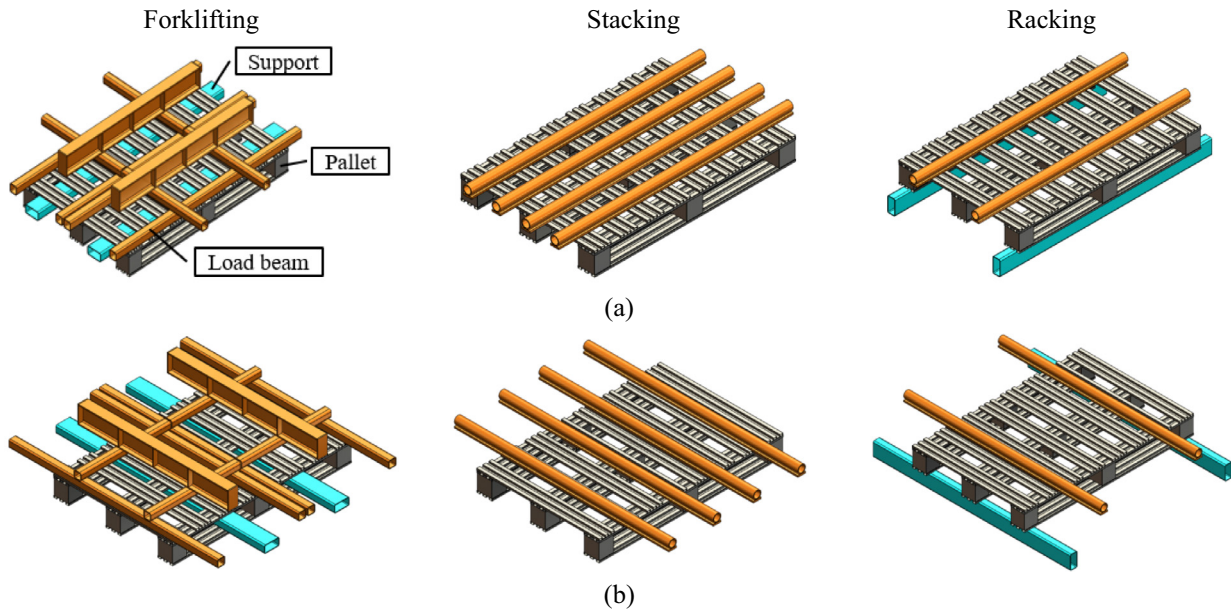 Forklifting
Stacking
Racking
Support
Pallet
Load beam
(a)
(b)